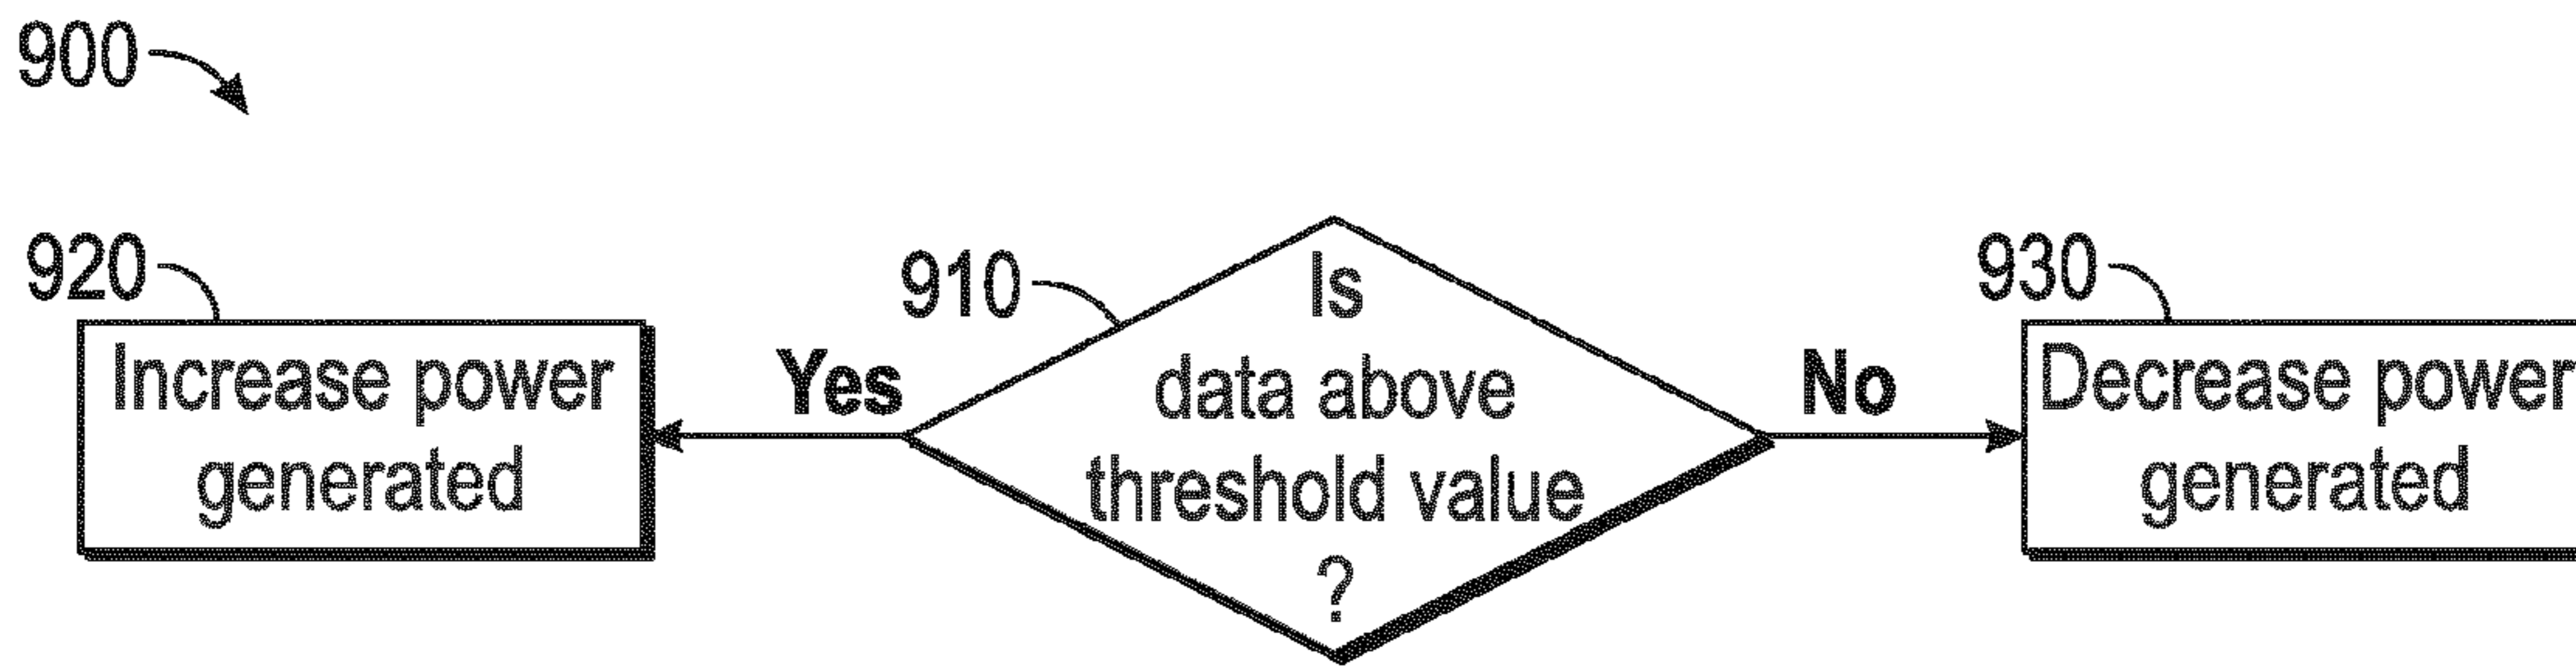 900
920
Increase power
generated
Yes
910
Is
data above
threshold value
?
No
930
Decrease power
generated